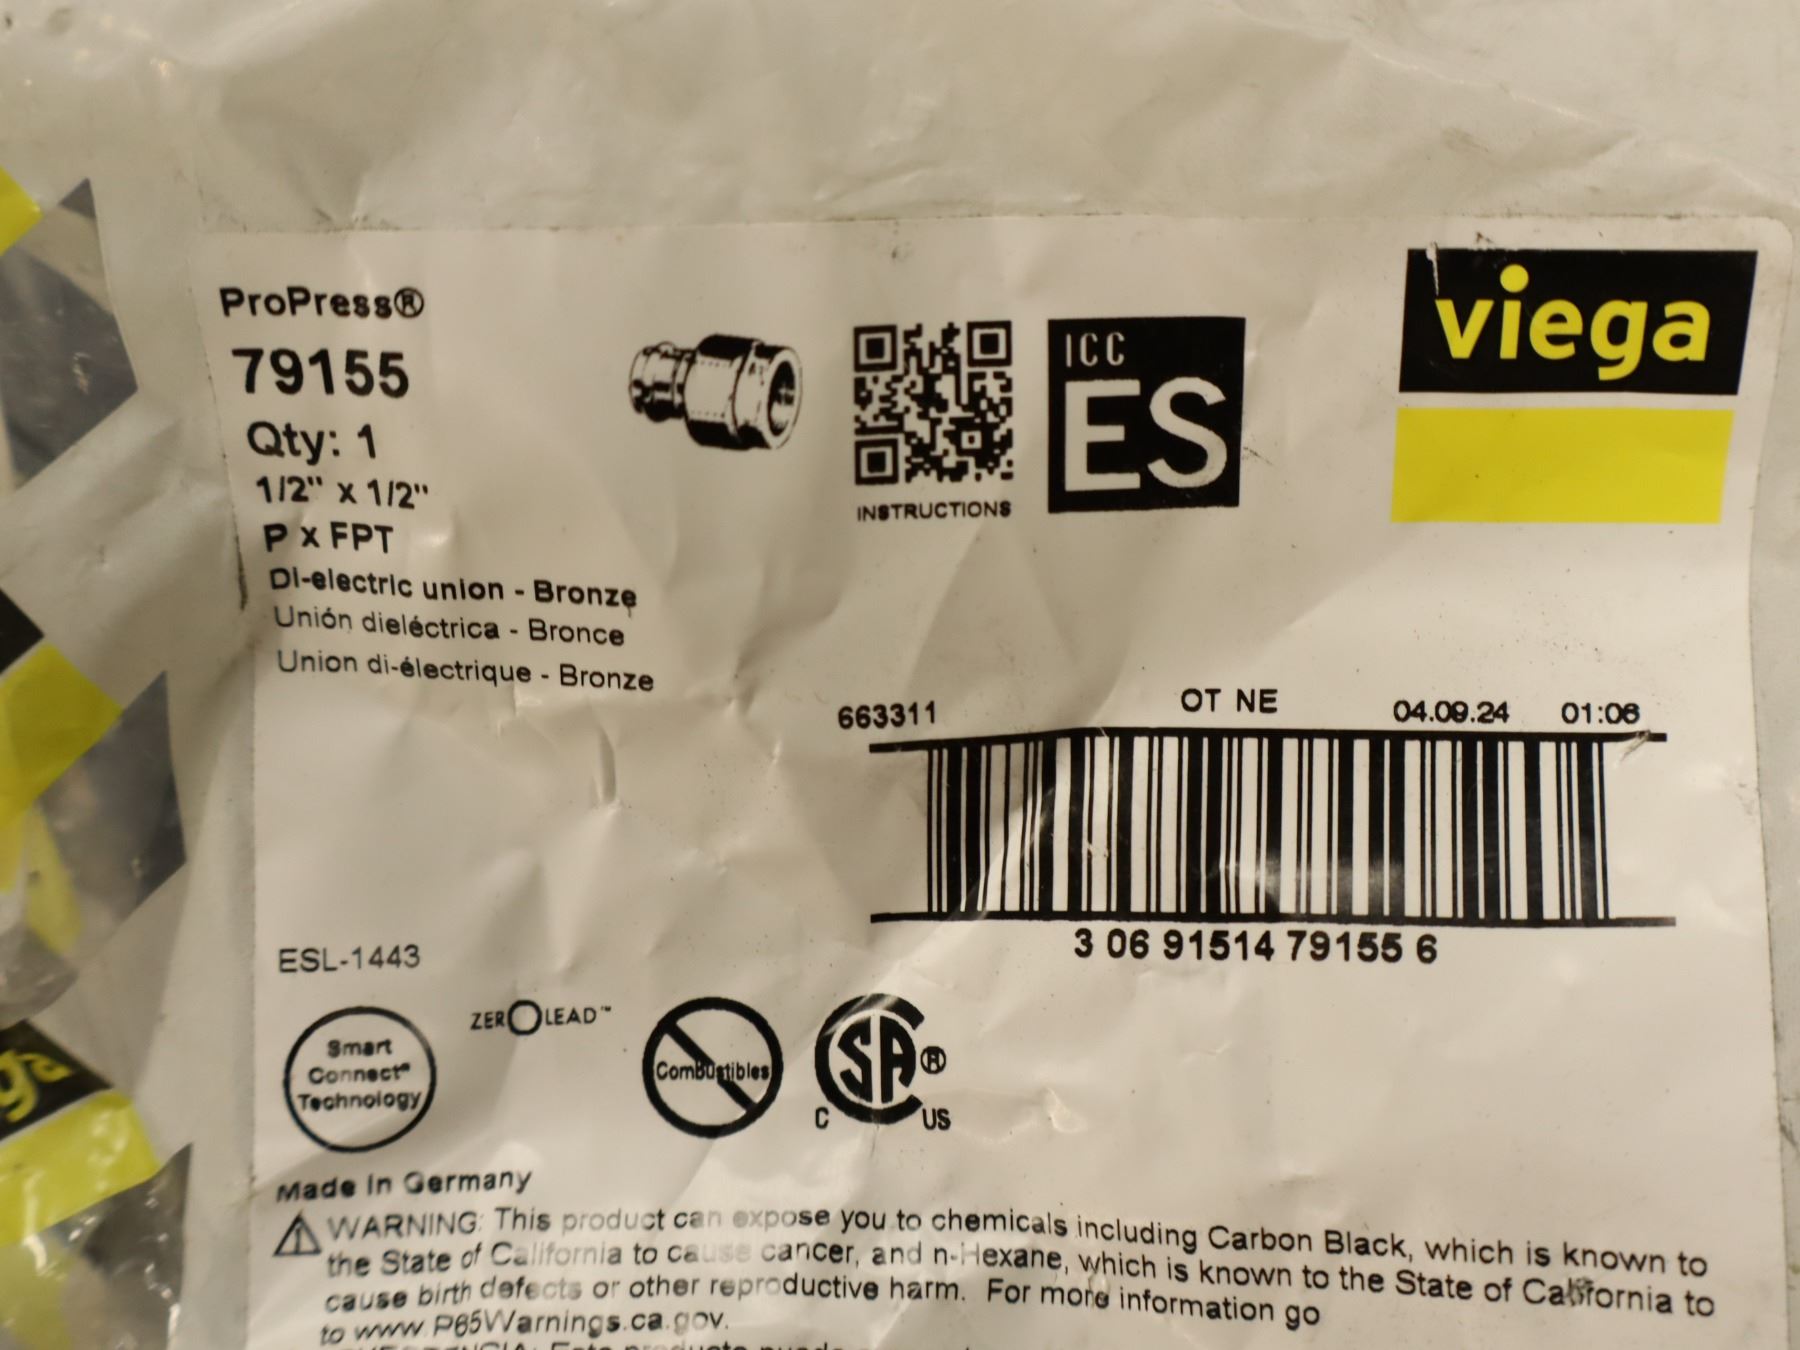 ProPress®
79155
Qty: 1
1/2" x 1/2"
P x FPT
Di-electric union - Bronze
Unión dieléctrica - Bronce
Union di-électrique - Bronze
INSTRUCTIONS
ICC
ES
viega
663311 OT NE 04.09.24 01:06
3 06 91514 79155 6
ESL-1443
Smart
Connect®
Technology
ZERO LEAD™
Combustibles
CSA®
C US
Made in Germany
WARNING: This product can expose you to chemicals including Carbon Black, which is known to
the State of California to cause cancer, and n-Hexane, which is known to the State of California to
cause birth defects or other reproductive harm. For more information go
to www.P65Warnings.ca.gov.